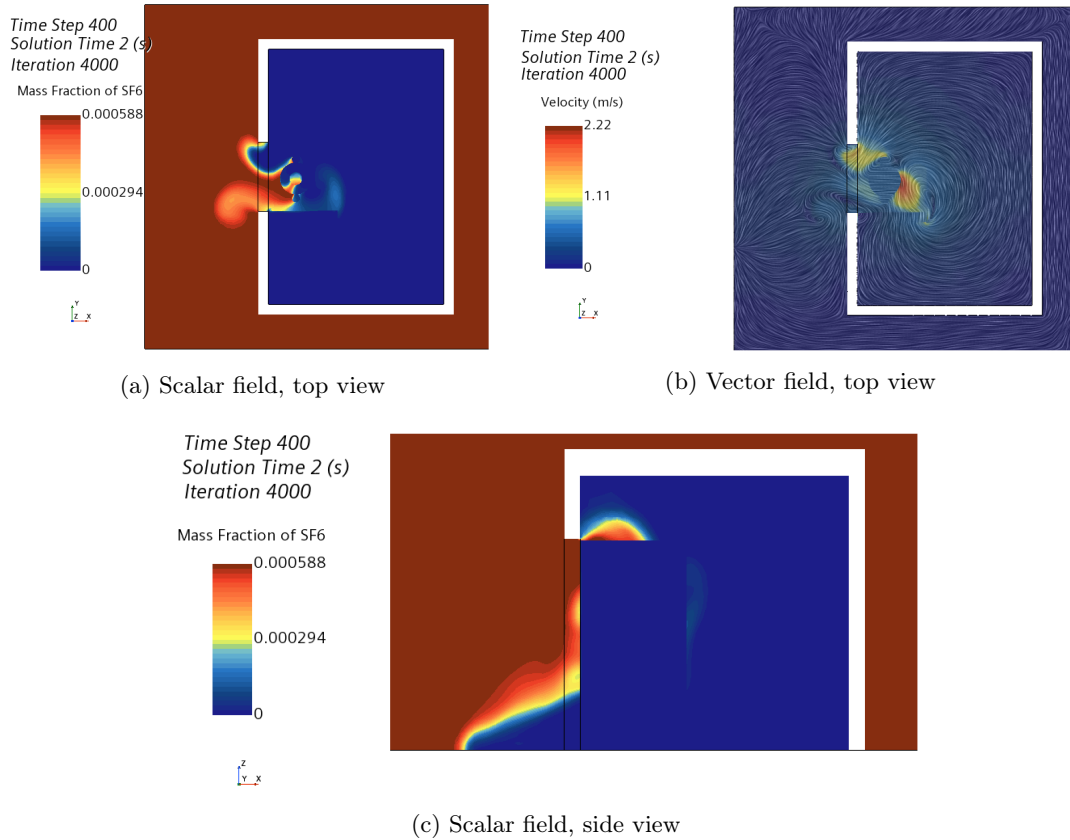 Time Step 400
Solution Time 2 (s)
Iteration 4000
Mass Fraction of SF6
0.000588
0.000294
0
Y
Z X
(a) Scalar field, top view
Time Step 400
Solution Time 2 (s)
Iteration 4000
Velocity (m/s)
2.22
1.11
0
Y
Z X
(b) Vector field, top view
Time Step 400
Solution Time 2 (s)
Iteration 4000
Mass Fraction of SF6
0.000588
0.000294
0
Z
Y X
(c) Scalar field, side view